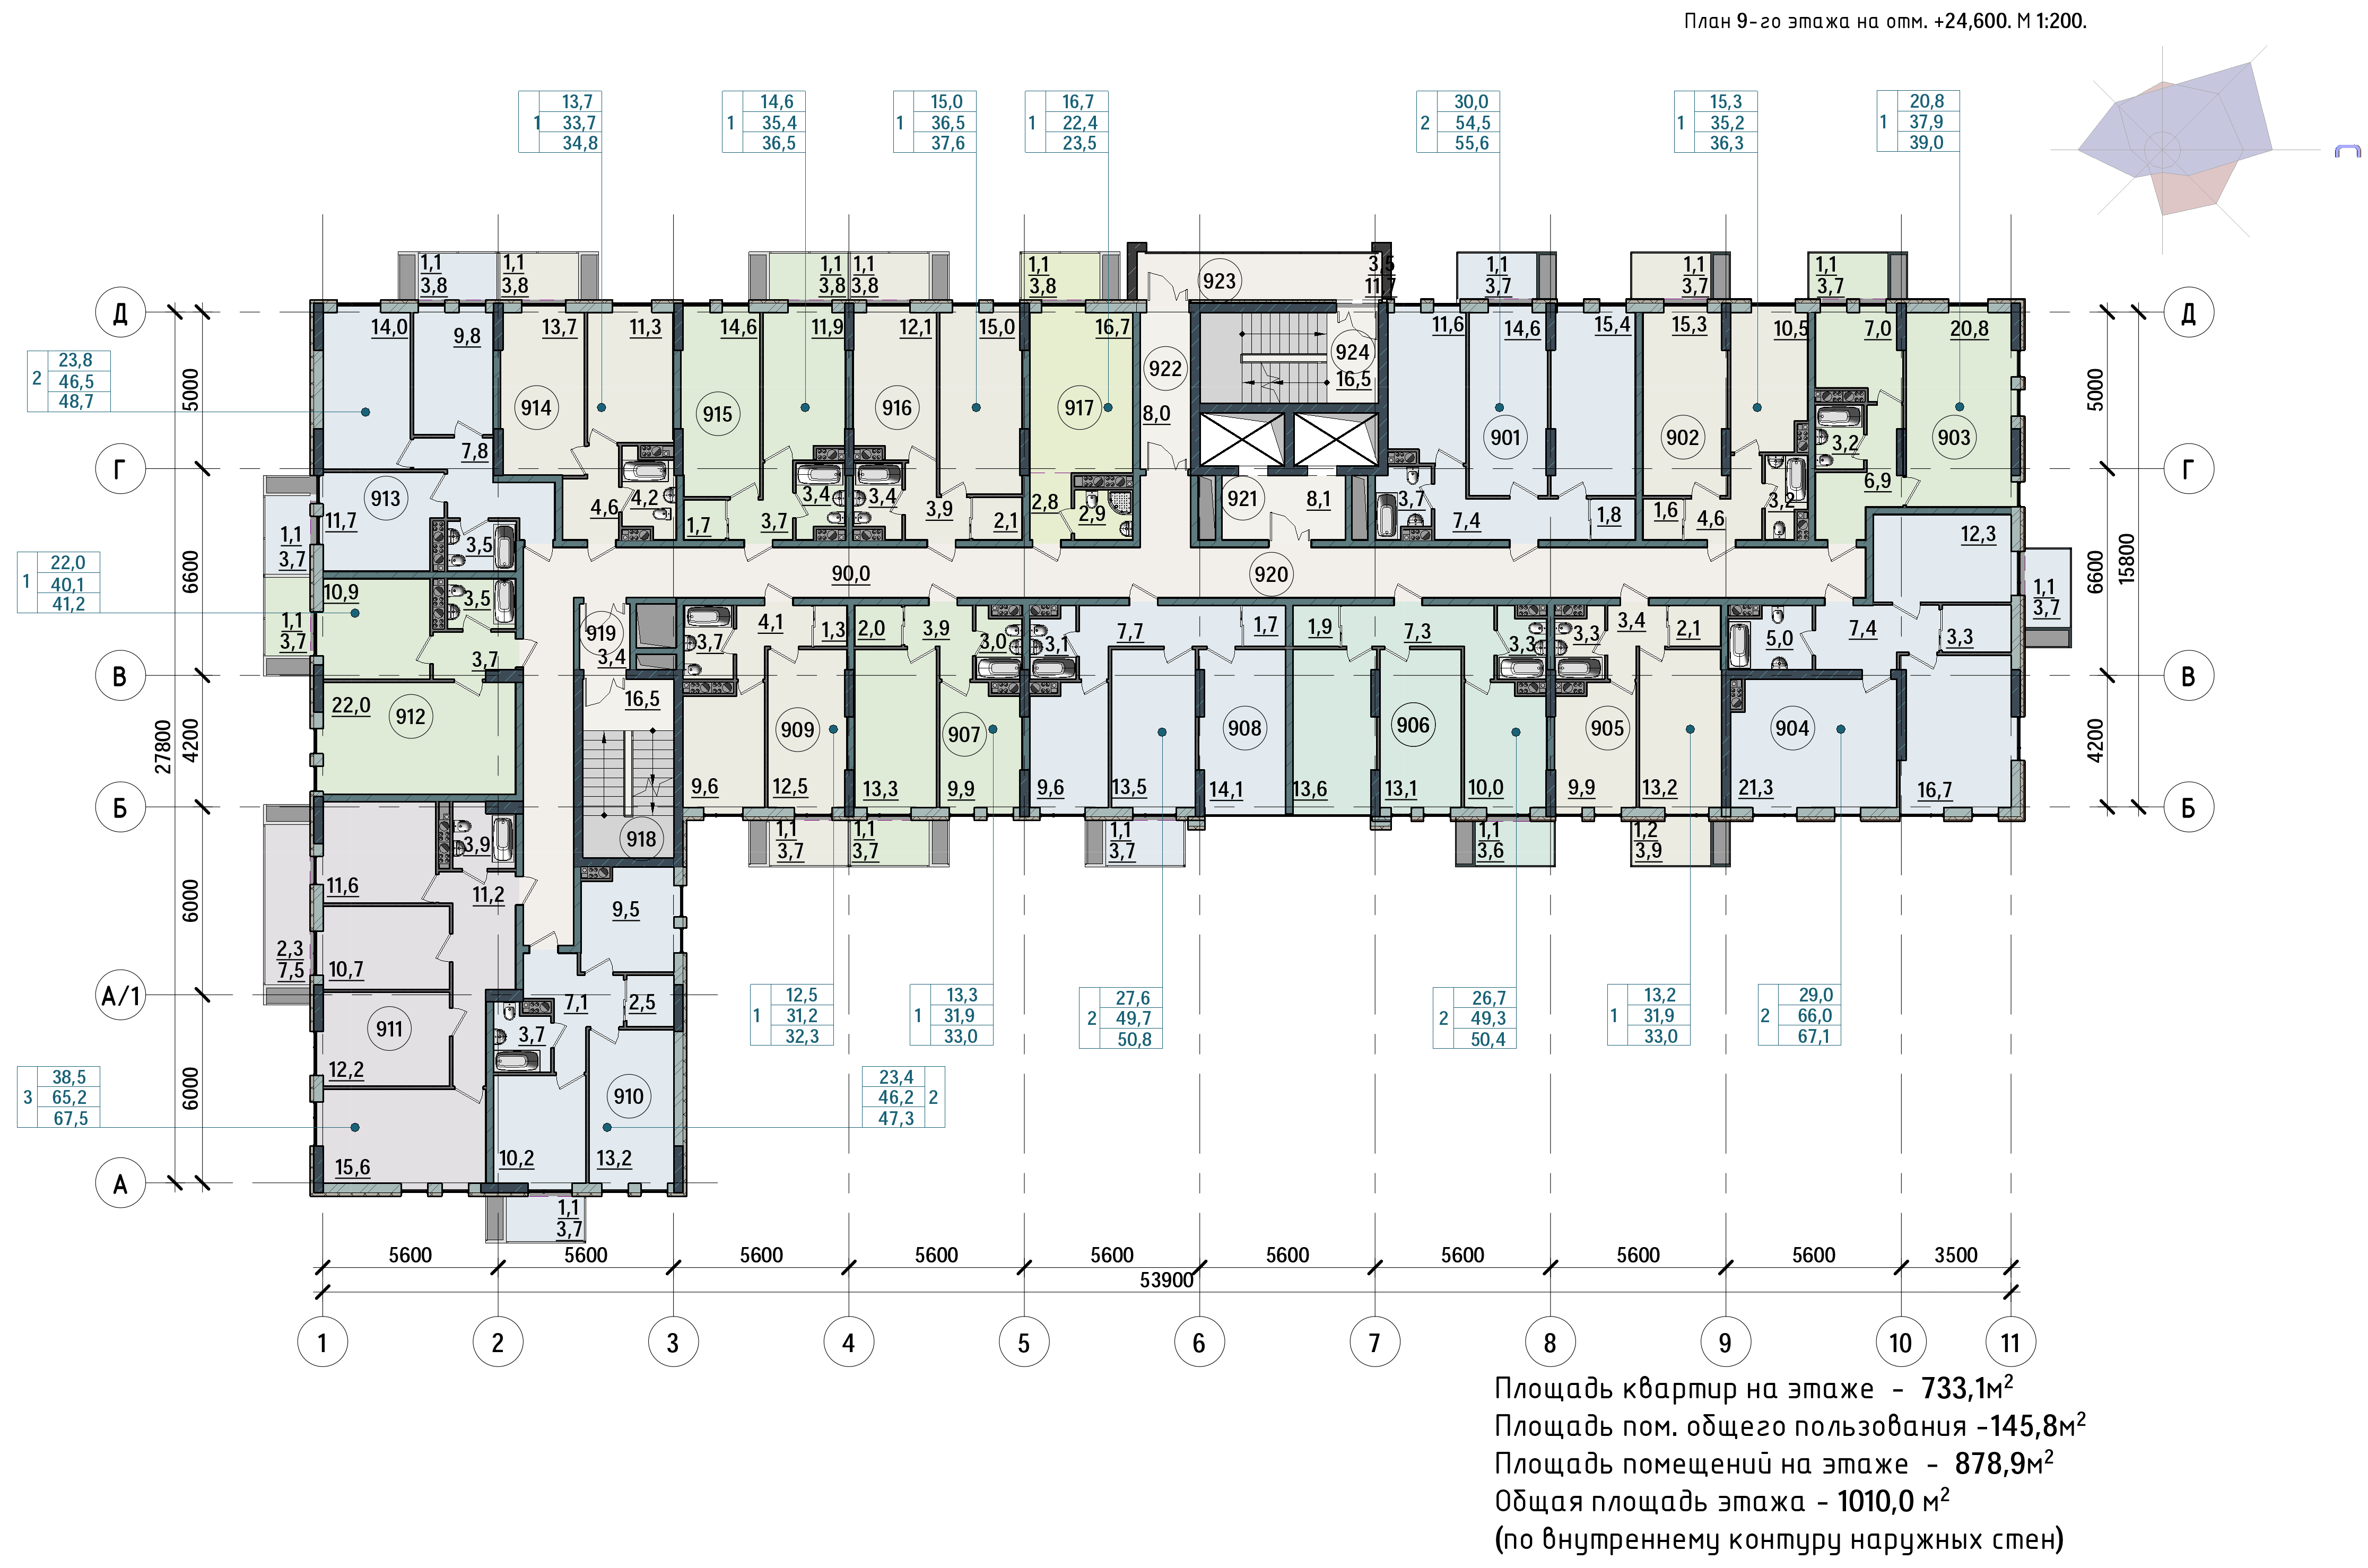 План 9-го этажа на отм. +24,600. М 1:200.
1 13,7 33,7 34,8
1 14,6 35,4 36,5
1 15,0 36,5 37,6
1 16,7 22,4 23,5
2 30,0 54,5 55,6
1 15,3 35,2 36,3
1 20,8 37,9 39,0
1,1 3,8
1,1 3,8
1,1 3,8
1,1 3,8
1,1 3,8
923
3,5 11,7
1,1 3,7
1,1 3,7
1,1 3,7
Д
14,0 9,8 13,7 11,3 14,6 11,9 12,1 15,0 16,7 11,6 14,6 15,4 15,3 10,5 7,0 20,8
Д
2 23,8 46,5 48,7
5000
914 915 916 917 922 924 901 902 903
5000
8,0 16,5
Г
7,8 3,2
Г
913 4,6 4,2 3,4 3,4 2,8 2,9 921 8,1 3,7 3,2 6,9
11,7 1,7 3,7 3,9 2,1 7,4 1,8 1,6 4,6 12,3
1,1 3,7
3,5
1 22,0 40,1 41,2
6600
90,0 920
6600
15800
10,9 3,5
1,1 3,7
1,1 3,7
919 3,4 3,7 4,1 1,3 2,0 3,9 3,0 3,1 7,7 1,7 1,9 7,3 3,3 3,3 3,4 2,1 5,0 7,4 3,3
3,7
В
В
22,0 912 16,5 909 907 908 906 905 904
27800
4200
4200
9,6 12,5 13,3 9,9 9,6 13,5 14,1 13,6 13,1 10,0 9,9 13,2 21,3 16,7
Б
Б
918
1,1 3,7
1,1 3,7
1,1 3,7
1,1 3,6
1,2 3,9
3,9
11,6 11,2 9,5
6000
2,3 7,5
10,7
А/1
7,1 2,5
911 3,7
12,2
1 12,5 31,2 32,3
1 13,3 31,9 33,0
2 27,6 49,7 50,8
2 26,7 49,3 50,4
1 13,2 31,9 33,0
2 29,0 66,0 67,1
3 38,5 65,2 67,5
6000
910
23,4 46,2 47,3 2
15,6 10,2 13,2
А
1,1 3,7
5600 5600 5600 5600 5600 5600 5600 5600 5600 3500
53900
1 2 3 4 5 6 7 8 9 10 11
Площадь квартир на этаже - 733,1м²
Площадь пом. общего пользования -145,8м²
Площадь помещений на этаже - 878,9м²
Общая площадь этажа - 1010,0 м²
(по внутреннему контуру наружных стен)